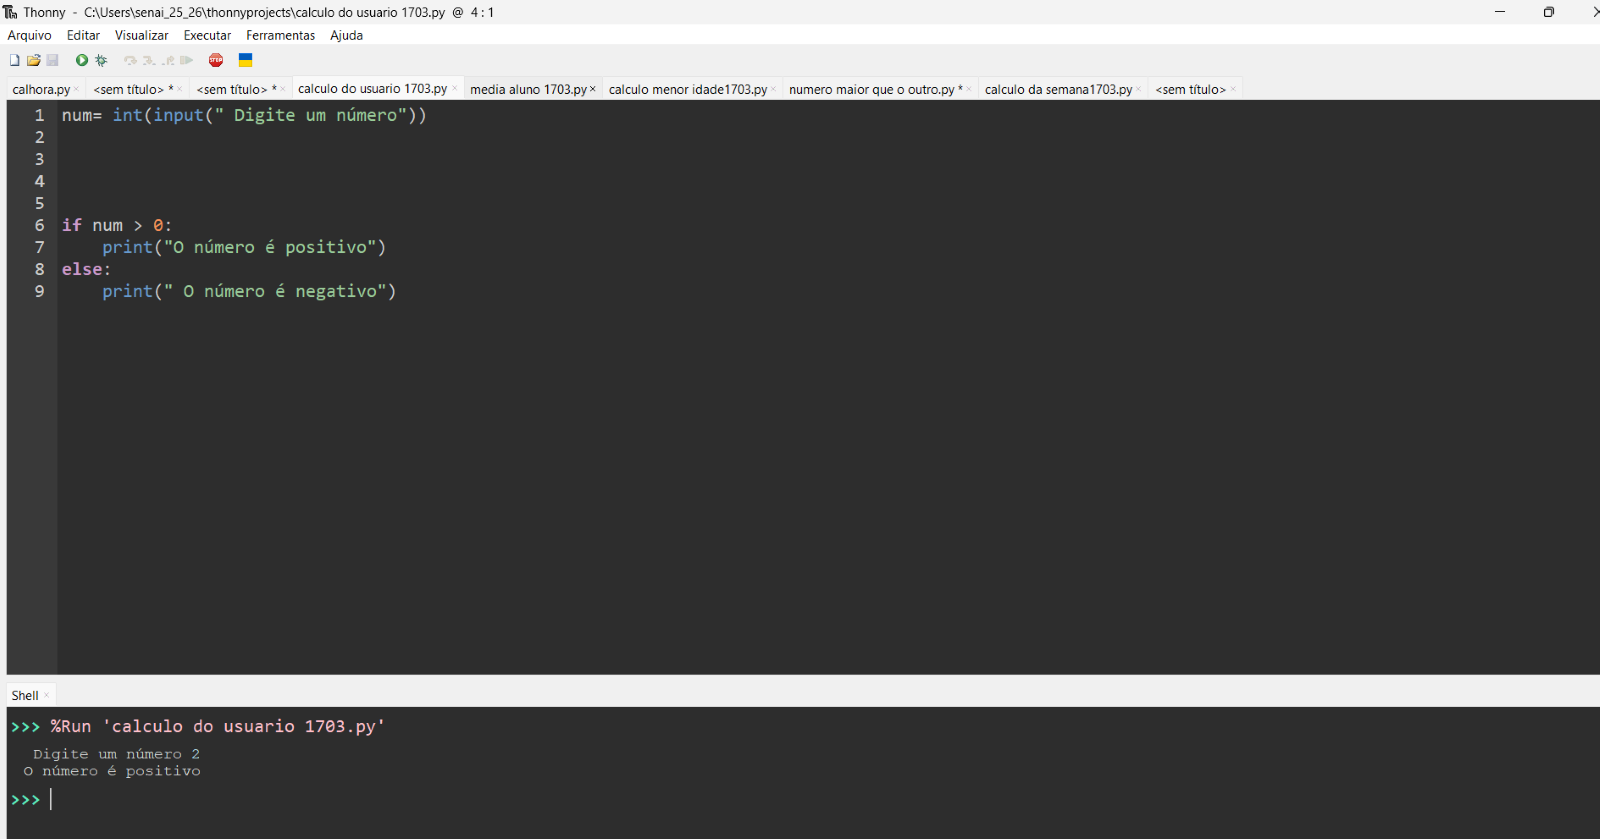 Thonny - C:\Users\senai_25_26\thonnyprojects\calculo do usuario 1703.py @ 4:1
Arquivo Editar Visualizar Executar Ferramentas Ajuda
STOP
calhora.py × <sem título> * × <sem título> * × calculo do usuario 1703.py × media aluno 1703.py × calculo menor idade1703.py × numero maior que o outro.py * × calculo da semana1703.py × <sem título> ×
1 num= int(input(" Digite um número"))
2
3
4
5
6 if num > 0:
7     print("O número é positivo")
8 else:
9     print(" O número é negativo")
Shell ×
>>> %Run 'calculo do usuario 1703.py'
Digite um número 2
O número é positivo
>>>